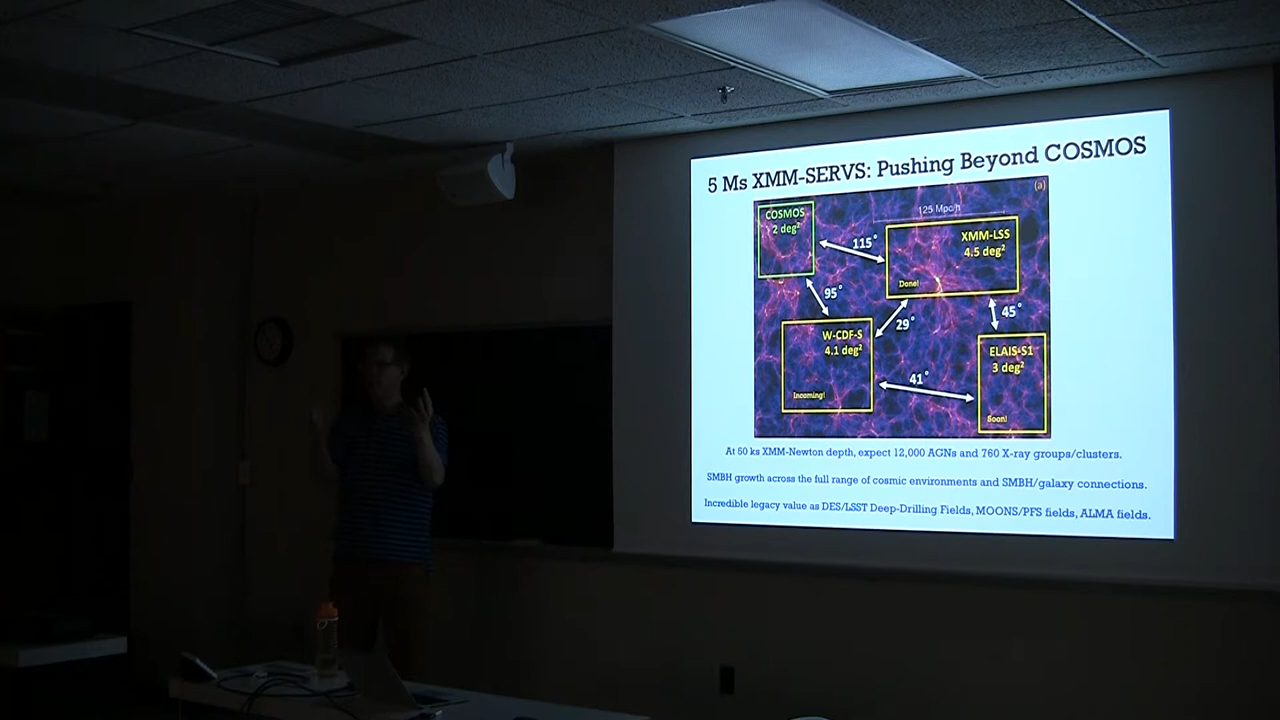 5 Ms XMM-SERVS: Pushing Beyond COSMOS
(a)
125 Mpc/h
COSMOS
2 deg²
115°
XMM-LSS
4.5 deg²
Done!
95°
29°
45°
W-CDF-S
4.1 deg²
Incoming!
41°
ELAIS-S1
3 deg²
Soon!
At 50 ks XMM-Newton depth, expect 12,000 AGNs and 760 X-ray groups/clusters.
SMBH growth across the full range of cosmic environments and SMBH/galaxy connections.
Incredible legacy value as DES/LSST Deep-Drilling Fields, MOONS/PFS fields, ALMA fields.